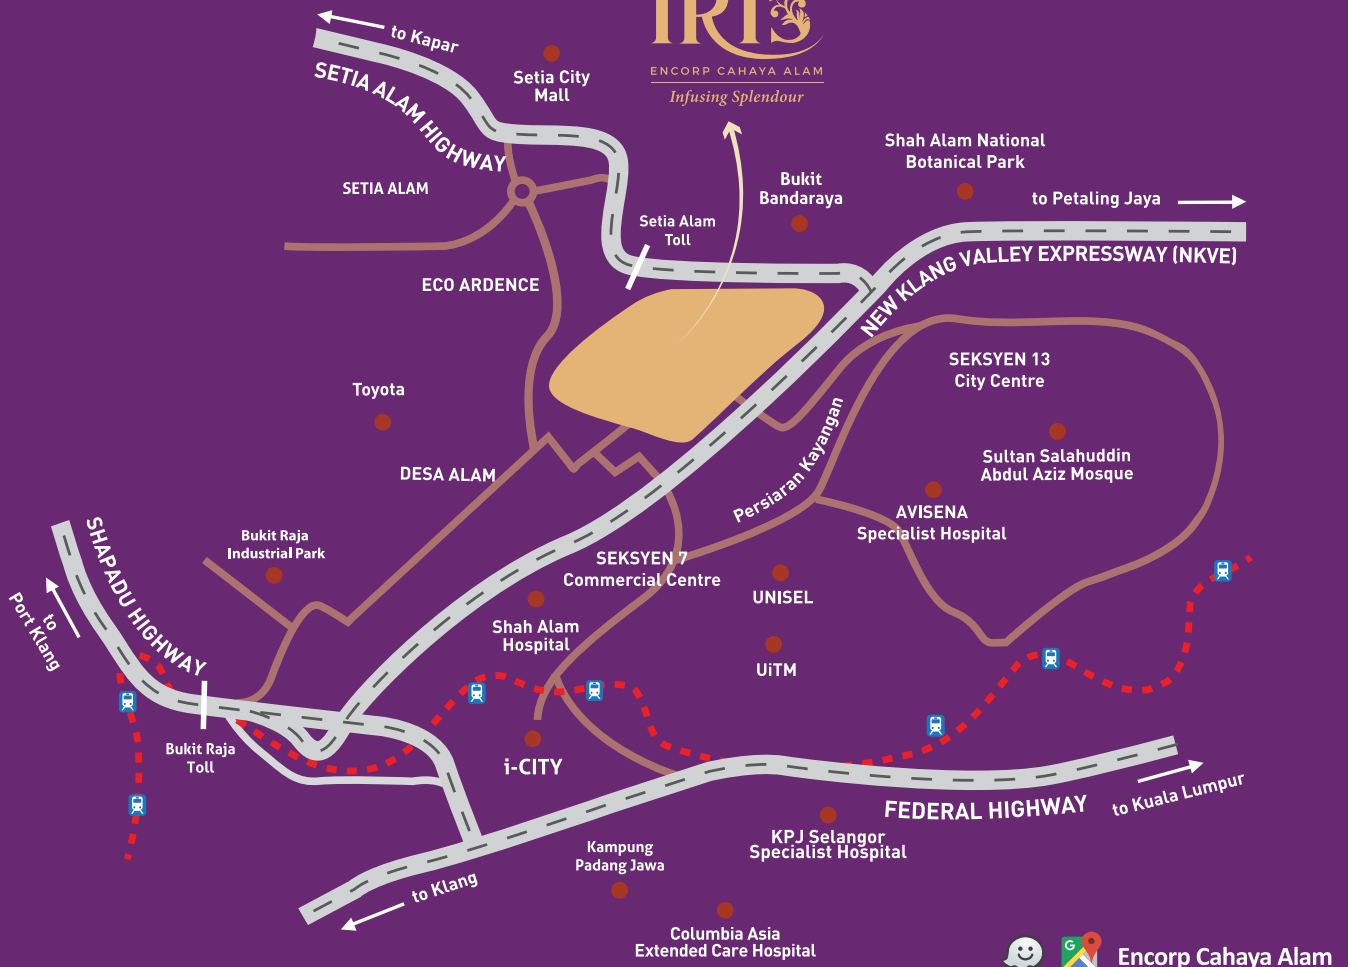 IRIS
ENCORP CAHAYA ALAM
Infusing Splendour
to Kapar
SETIA ALAM HIGHWAY
Setia City
Mall
Shah Alam National
Botanical Park
SETIA ALAM
Bukit
Bandaraya
to Petaling Jaya
Setia Alam
Toll
NEW KLANG VALLEY EXPRESSWAY (NKVE)
ECO ARDENCE
SEKSYEN 13
City Centre
Toyota
Persiaran Kayangan
Sultan Salahuddin
Abdul Aziz Mosque
DESA ALAM
AVISENA
Specialist Hospital
SHAPADU HIGHWAY
Bukit Raja
Industrial Park
SEKSYEN 7
Commercial Centre
to
Port Klang
UNISEL
Shah Alam
Hospital
UiTM
Bukit Raja
Toll
i-CITY
FEDERAL HIGHWAY
to Kuala Lumpur
KPJ Selangor
Specialist Hospital
Kampung
Padang Jawa
to Klang
Columbia Asia
Extended Care Hospital
G
Encorp Cahaya Alam